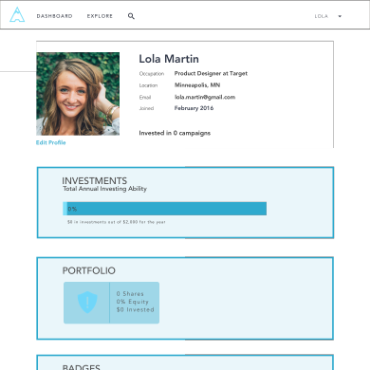 DASHBOARD EXPLORE LOLA
Lola Martin
Occupation Product Designer at Target
Location Minneapolis, MN
Email lola.martin@gmail.com
Joined February 2016
Invested in 0 campaigns
Edit Profile
INVESTMENTS
Total Annual Investing Ability
0%
$0 in investments out of $2,000 for the year
PORTFOLIO
0 Shares
0% Equity
$0 Invested
BADGES